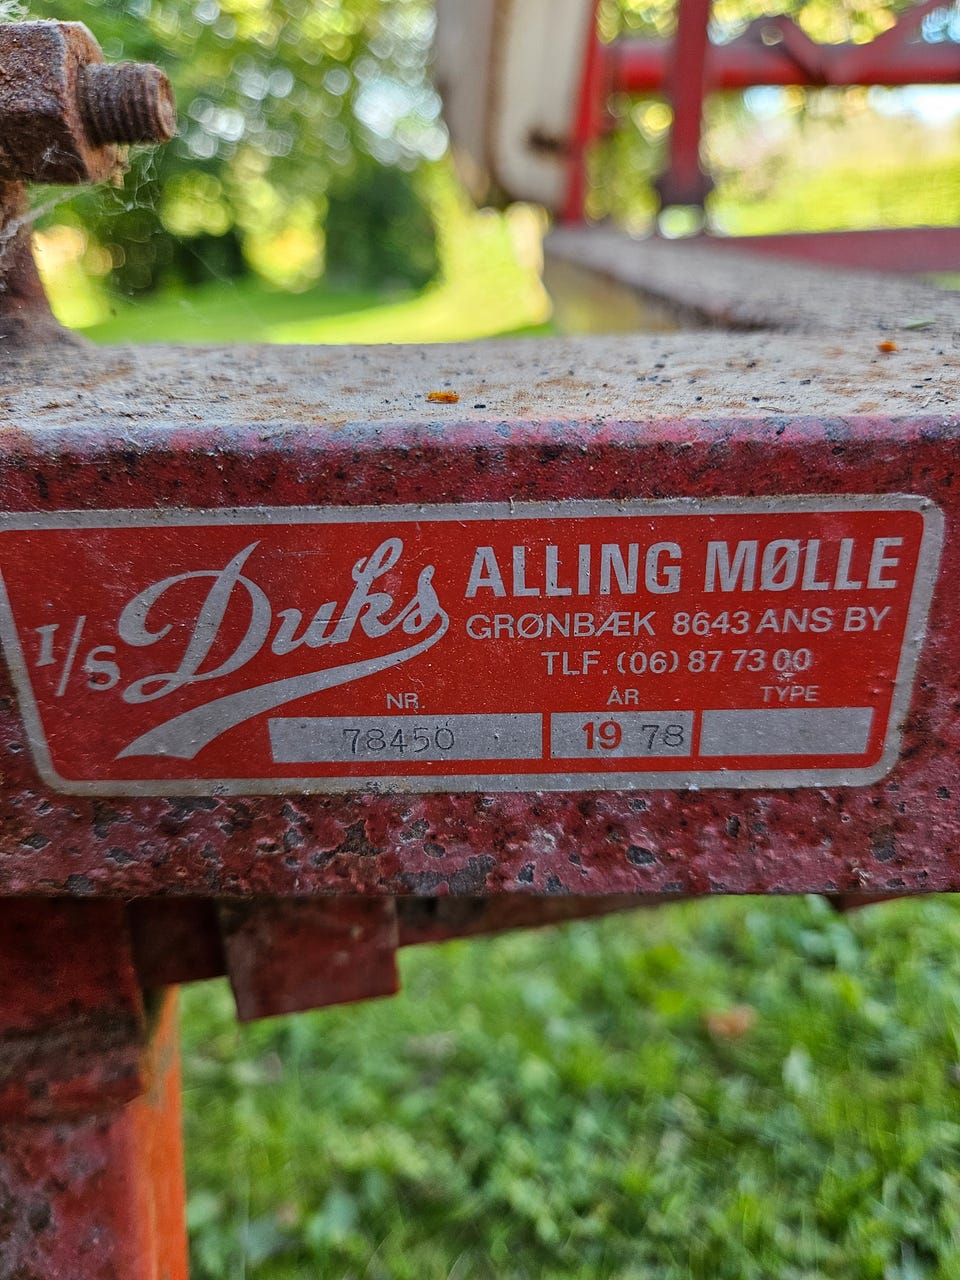 I/S Duks ALLING MØLLE
GRØNBÆK 8643 ANS BY
TLF. (06) 87 73 00
NR. ÅR TYPE
78450 19 78